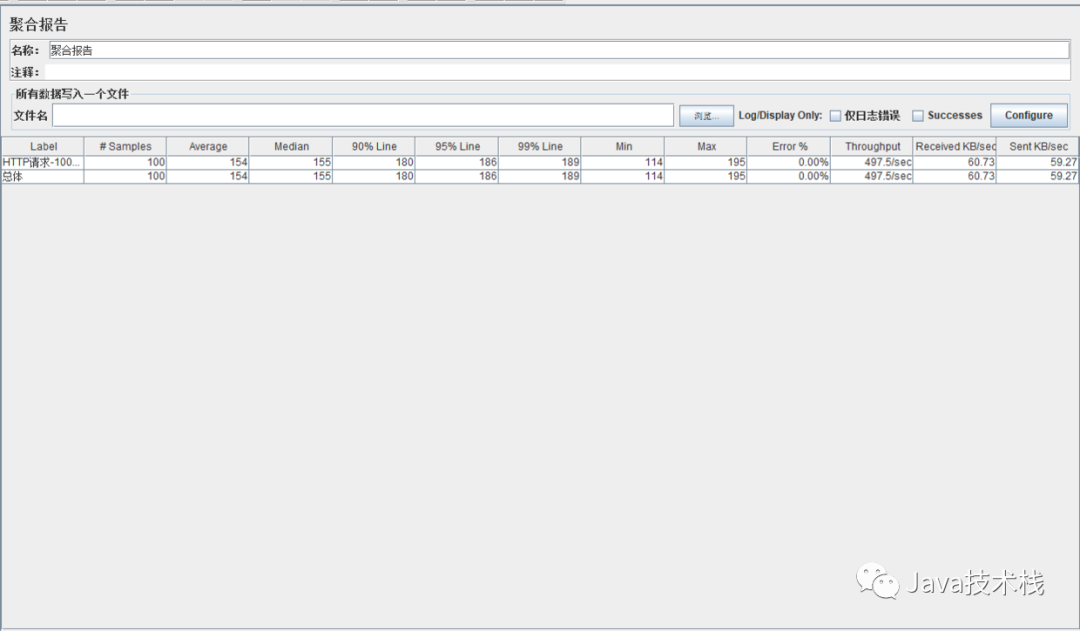 聚合报告
名称： 聚合报告
注释：
所有数据写入一个文件
文件名 浏览... Log/Display Only: 仅日志错误 Successes Configure
Label # Samples Average Median 90% Line 95% Line 99% Line Min Max Error % Throughput Received KB/sec Sent KB/sec
HTTP请求-100... 100 154 155 180 186 189 114 195 0.00% 497.5/sec 60.73 59.27
总体 100 154 155 180 186 189 114 195 0.00% 497.5/sec 60.73 59.27
Java技术栈